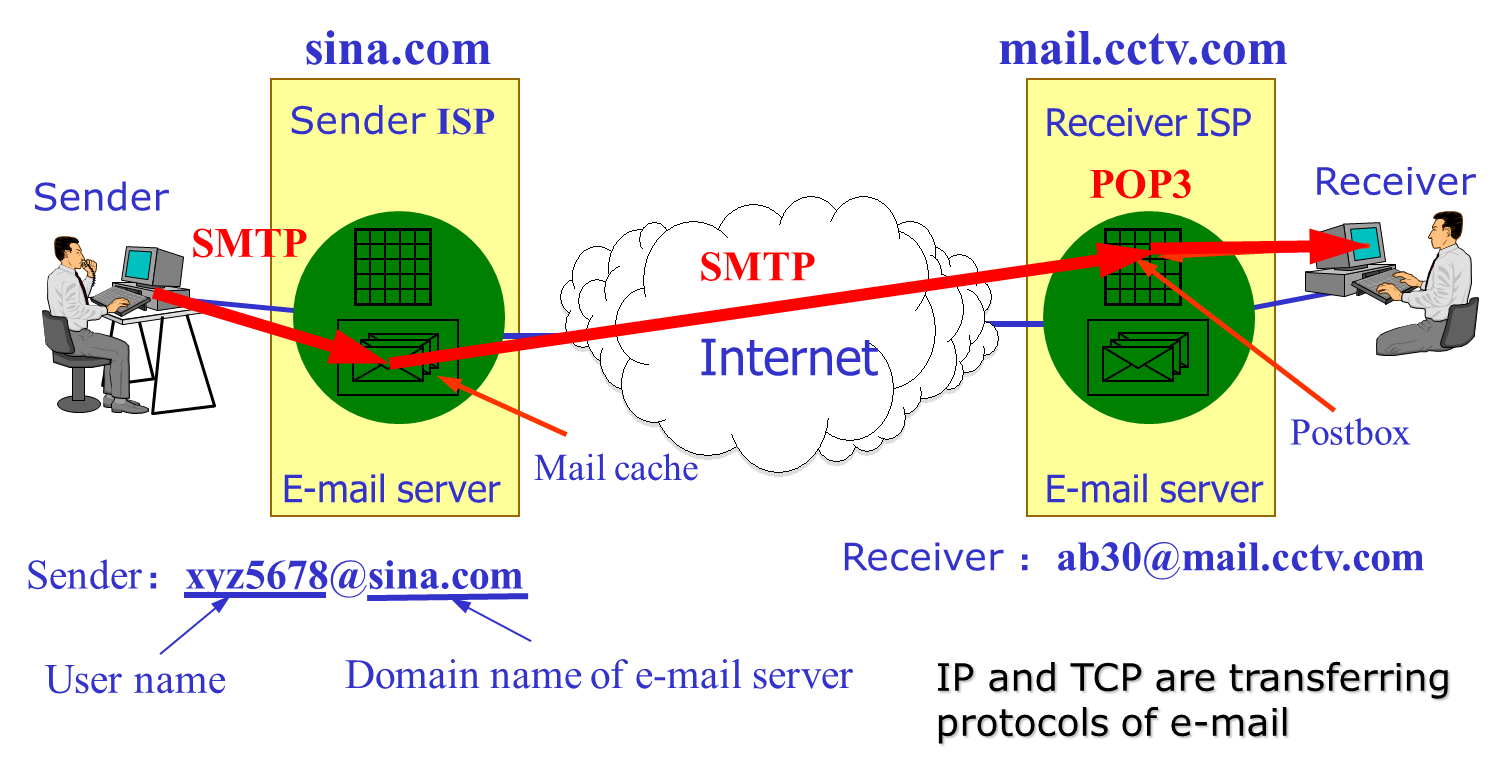 sina.com
mail.cctv.com
Sender ISP
Receiver ISP
Sender
POP3
Receiver
SMTP
SMTP
Internet
Postbox
Mail cache
E-mail server
E-mail server
Sender：xyz5678@sina.com
Receiver ：ab30@mail.cctv.com
User name
Domain name of e-mail server
IP and TCP are transferring
protocols of e-mail